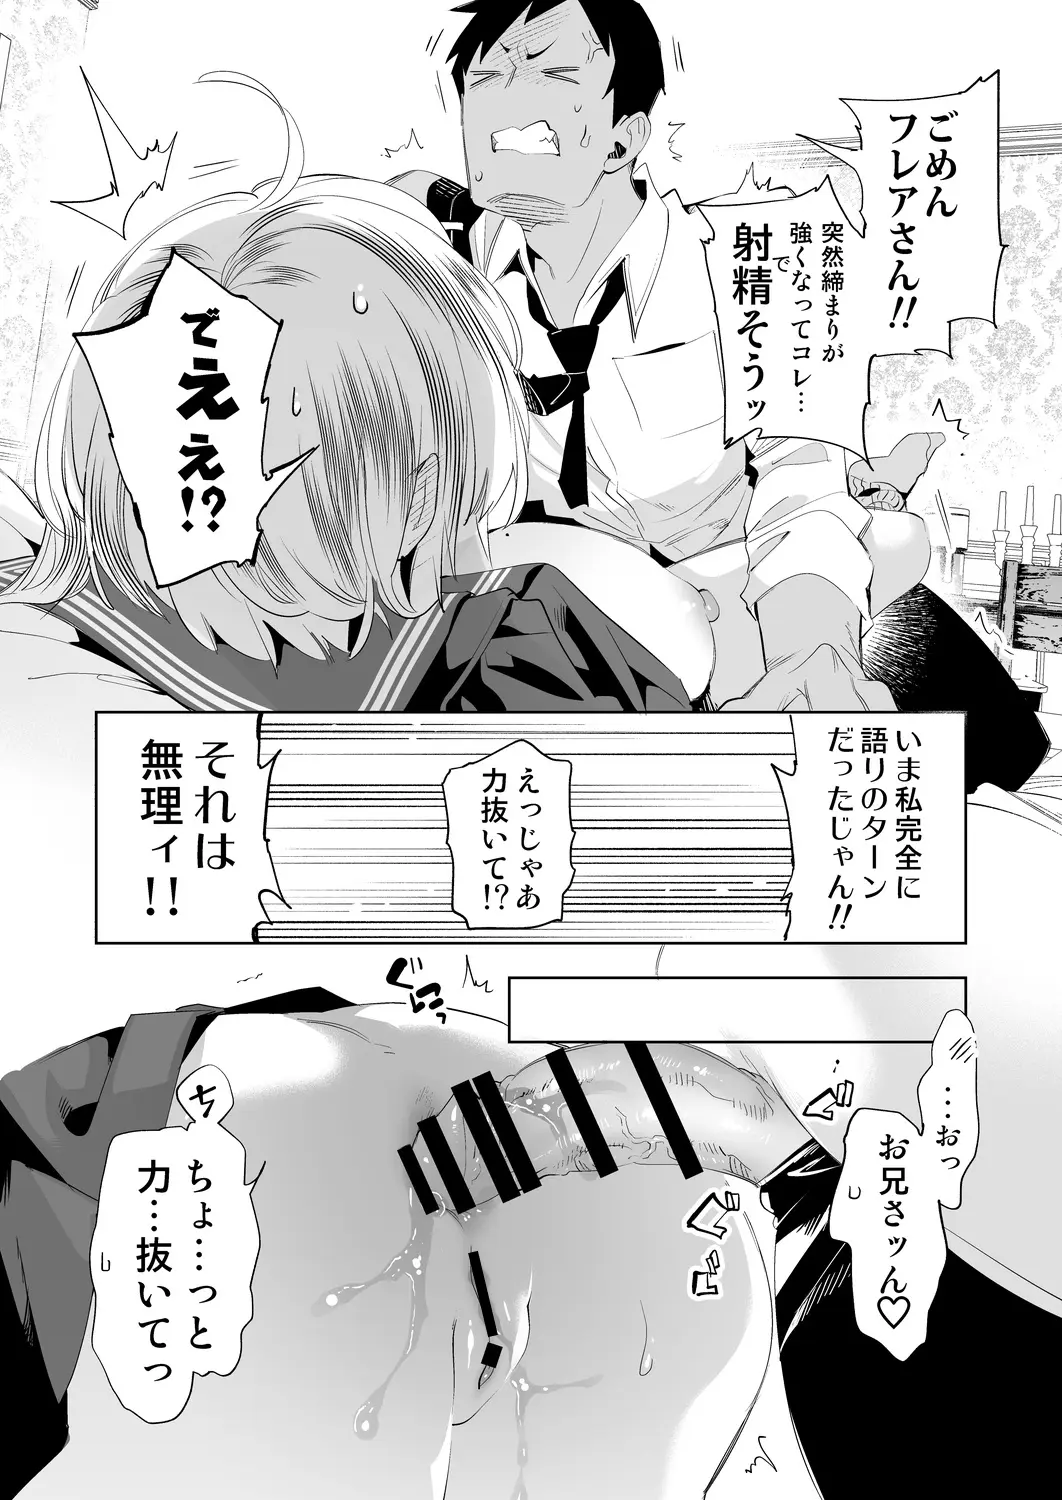 ごめん
フレアさん!!
突然締まりが
強くなってコレ…
で
射精そうッ
でえぇ!?
いま私完全に
語りのターン
だったじゃん!!
えっじゃあ
力抜いて!?
それは
無理ィ!!
…おっ
お兄さッん♡
ぐにっ
ちょ…っと
力…抜いてっ